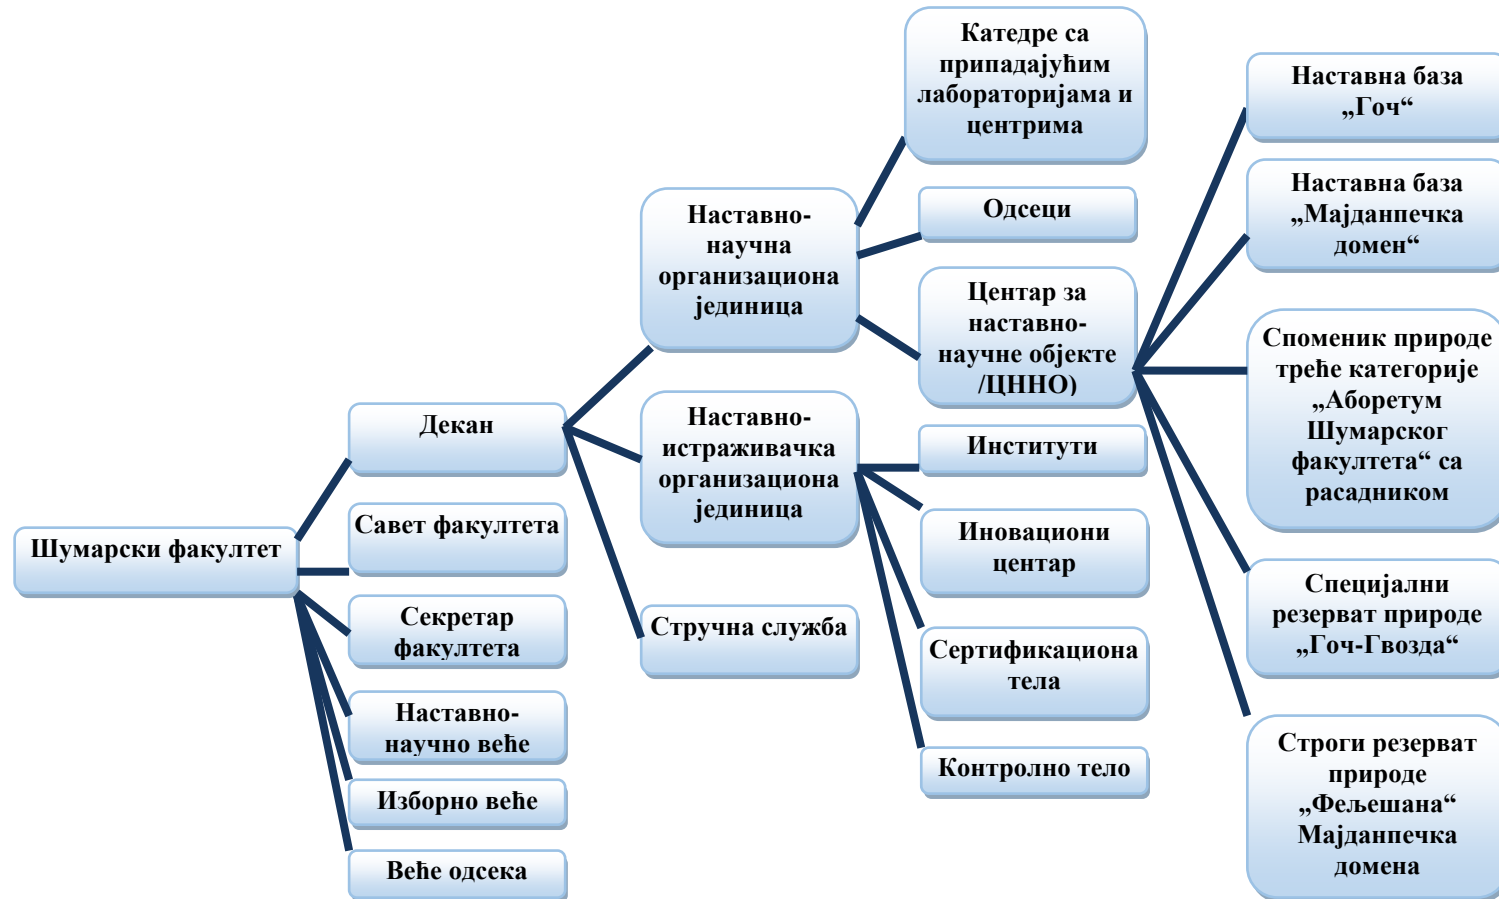 Шумарски факултет
Декан
Савет факултета
Секретар
факултета
Наставно-
научно веће
Изборно веће
Веће одсека
Наставно-
научна
организациона
јединица
Наставно-
истраживачка
организациона
јединица
Стручна служба
Катедре са
припадајућим
лабораторијама и
центрима
Одсеци
Центар за
наставно-
научне објекте
/ЦННО)
Институти
Иновациони
центар
Сертификациона
тела
Контролно тело
Наставна база
„Гоч“
Наставна база
„Мајданпечка
домен“
Споменик природе
треће категорије
„Аборетум
Шумарског
факултета“ са
расадником
Специјални
резерват природе
„Гоч-Гвозда“
Строги резерват
природе
„Фељешана“
Мајданпечка
домена